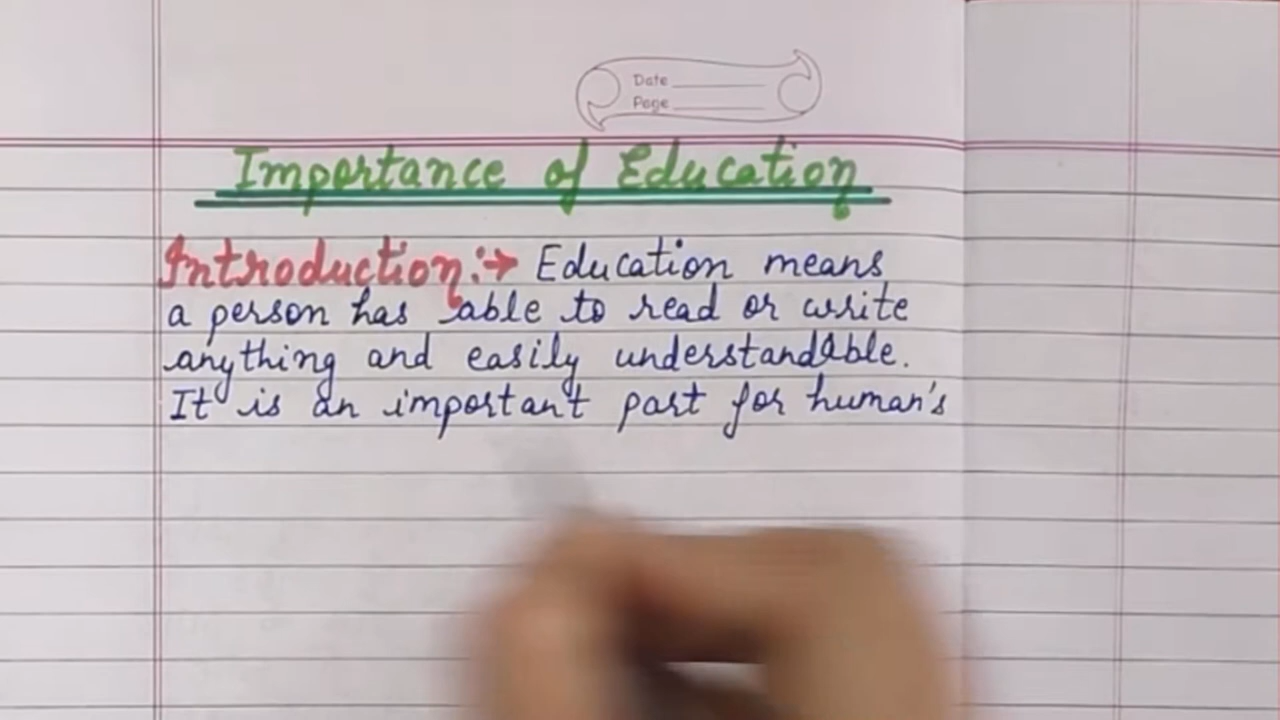 Date
Page
Importance of Education
Introduction:→ Education means
a person has able to read or write
anything and easily understandable.
It is an important part for human's